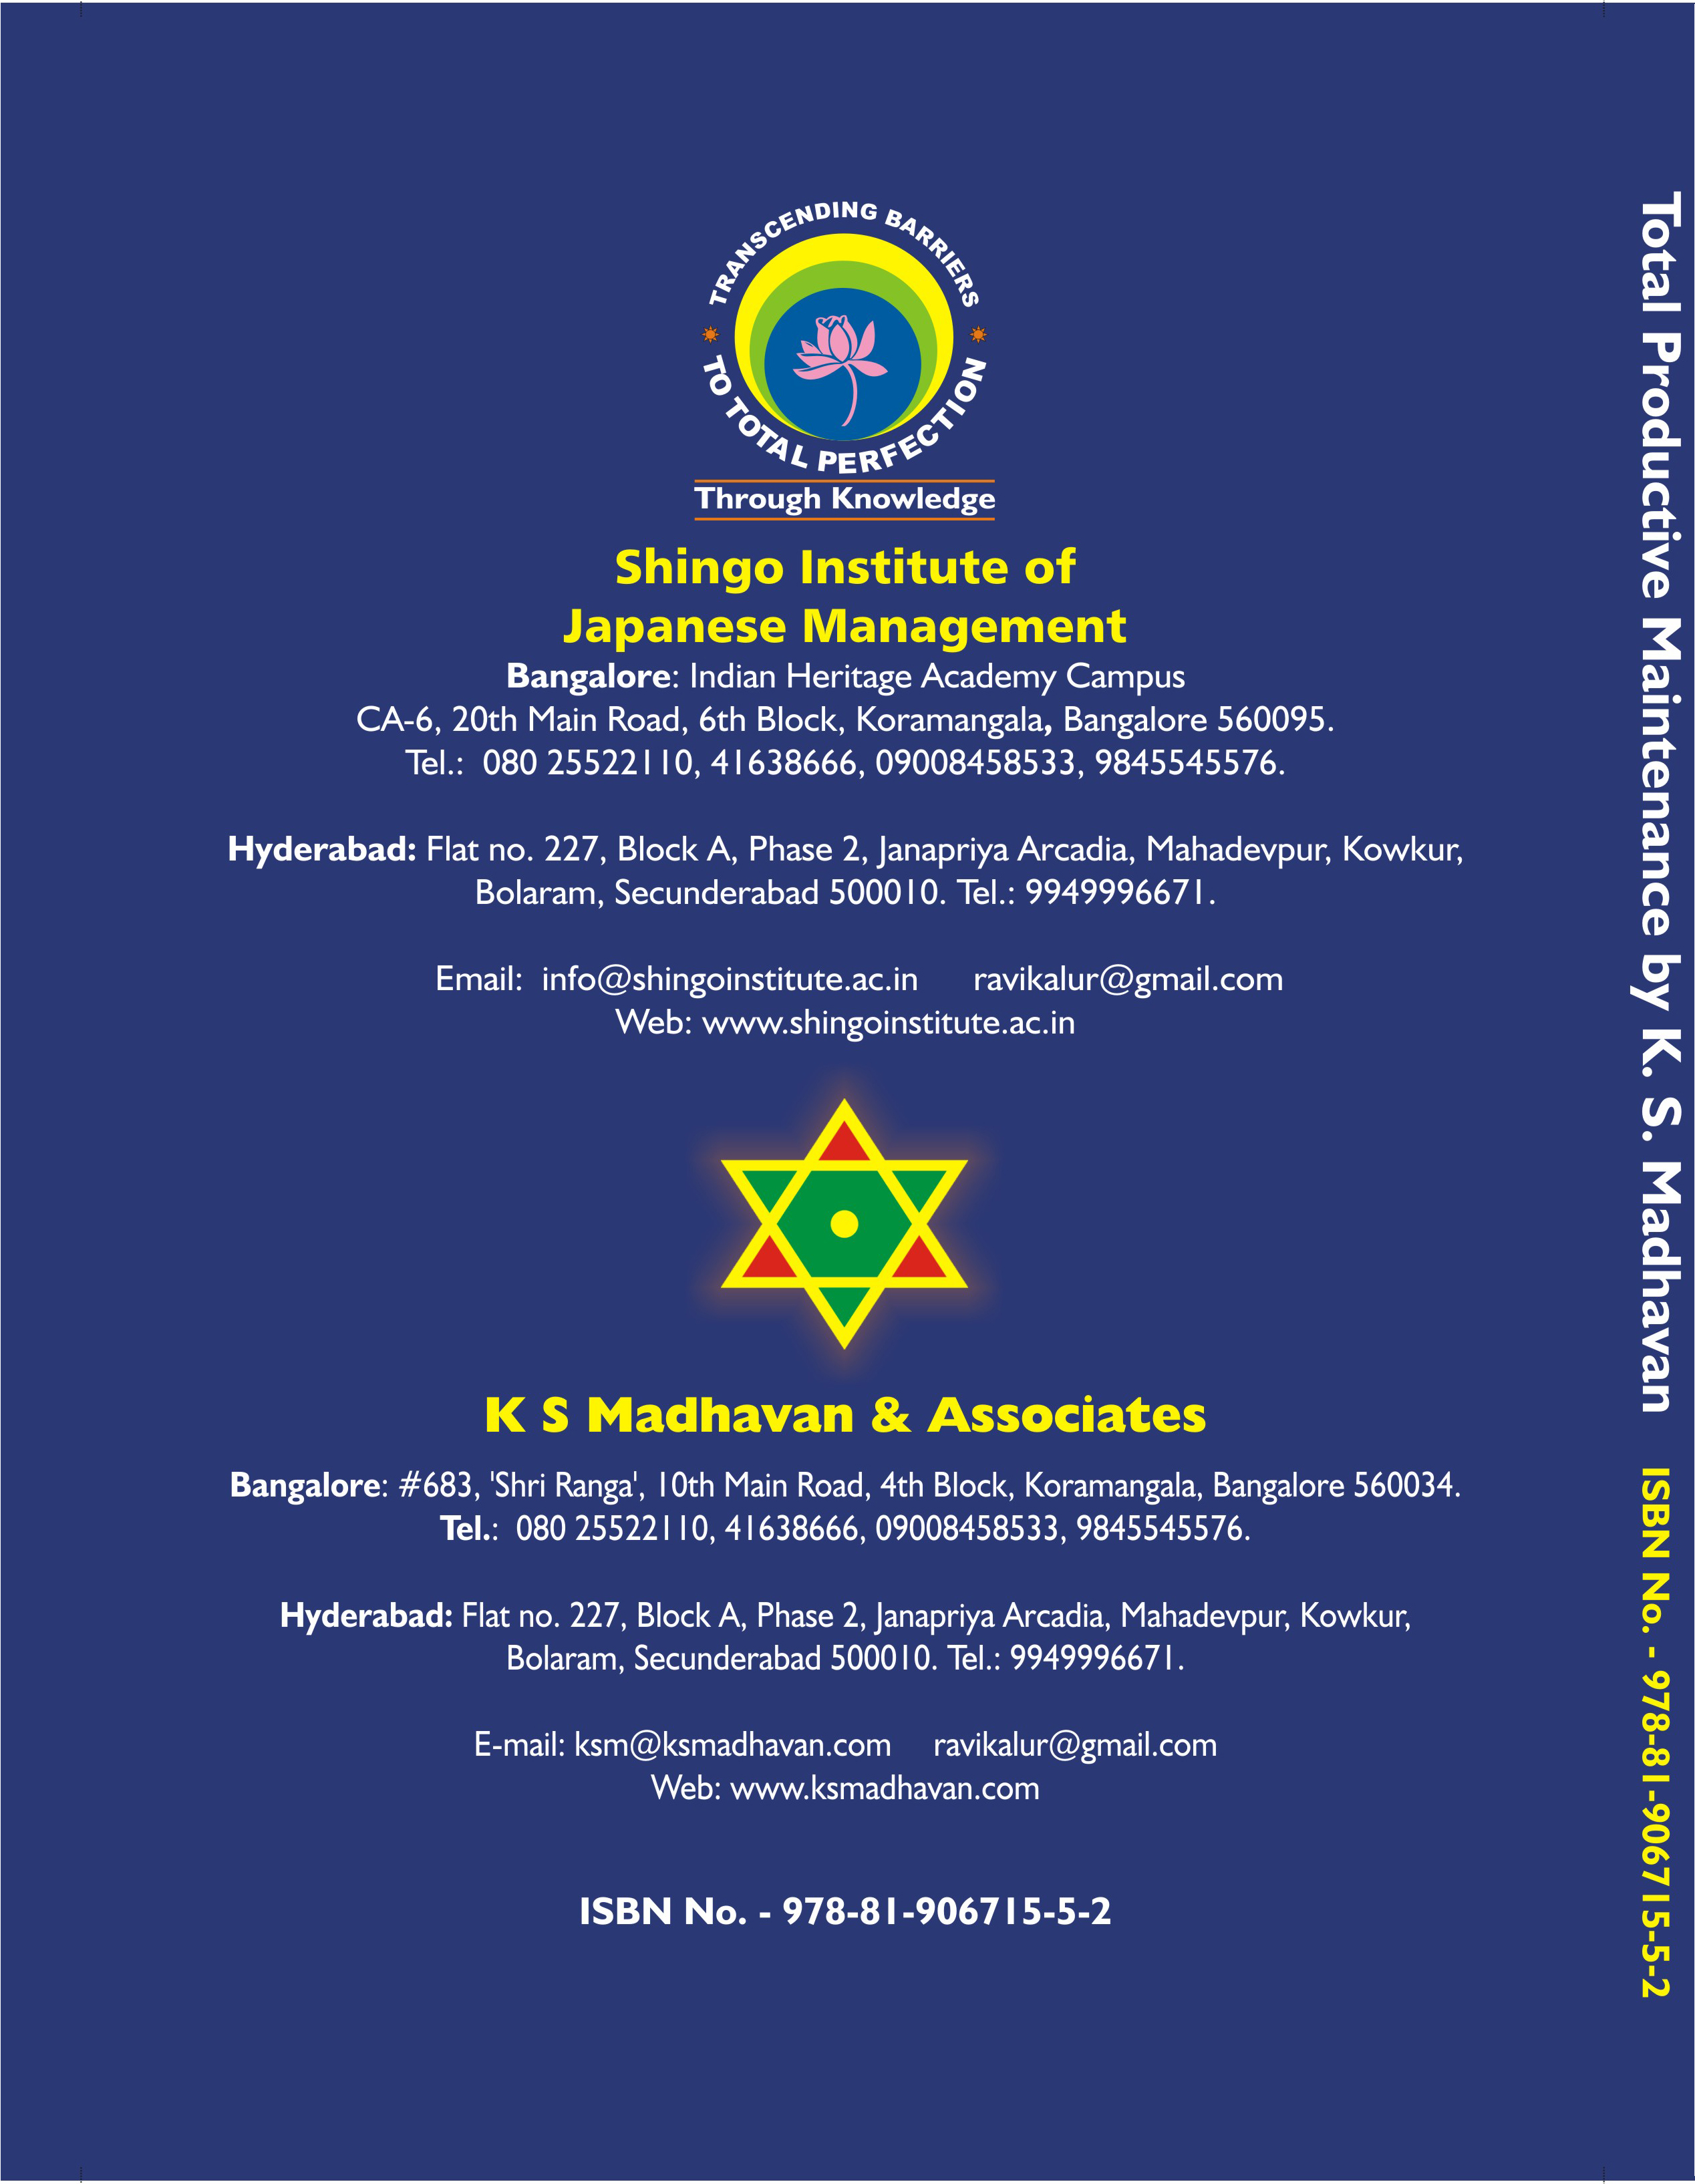 TRANSCENDING BARRIERS
TO TOTAL PERFECTION
Through Knowledge
Shingo Institute of
Japanese Management
Bangalore: Indian Heritage Academy Campus
CA-6, 20th Main Road, 6th Block, Koramangala, Bangalore 560095.
Tel.: 080 25522110, 41638666, 09008458533, 9845545576.
Hyderabad: Flat no. 227, Block A, Phase 2, Janapriya Arcadia, Mahadevpur, Kowkur,
Bolaram, Secunderabad 500010. Tel.: 9949996671.
Email: info@shingoinstitute.ac.in ravikalur@gmail.com
Web: www.shingoinstitute.ac.in
K S Madhavan & Associates
Bangalore: #683, 'Shri Ranga', 10th Main Road, 4th Block, Koramangala, Bangalore 560034.
Tel.: 080 25522110, 41638666, 09008458533, 9845545576.
Hyderabad: Flat no. 227, Block A, Phase 2, Janapriya Arcadia, Mahadevpur, Kowkur,
Bolaram, Secunderabad 500010. Tel.: 9949996671.
E-mail: ksm@ksmadhavan.com ravikalur@gmail.com
Web: www.ksmadhavan.com
ISBN No. - 978-81-906715-5-2
Total Productive Maintenance by K. S. Madhavan ISBN No. - 978-81-906715-5-2